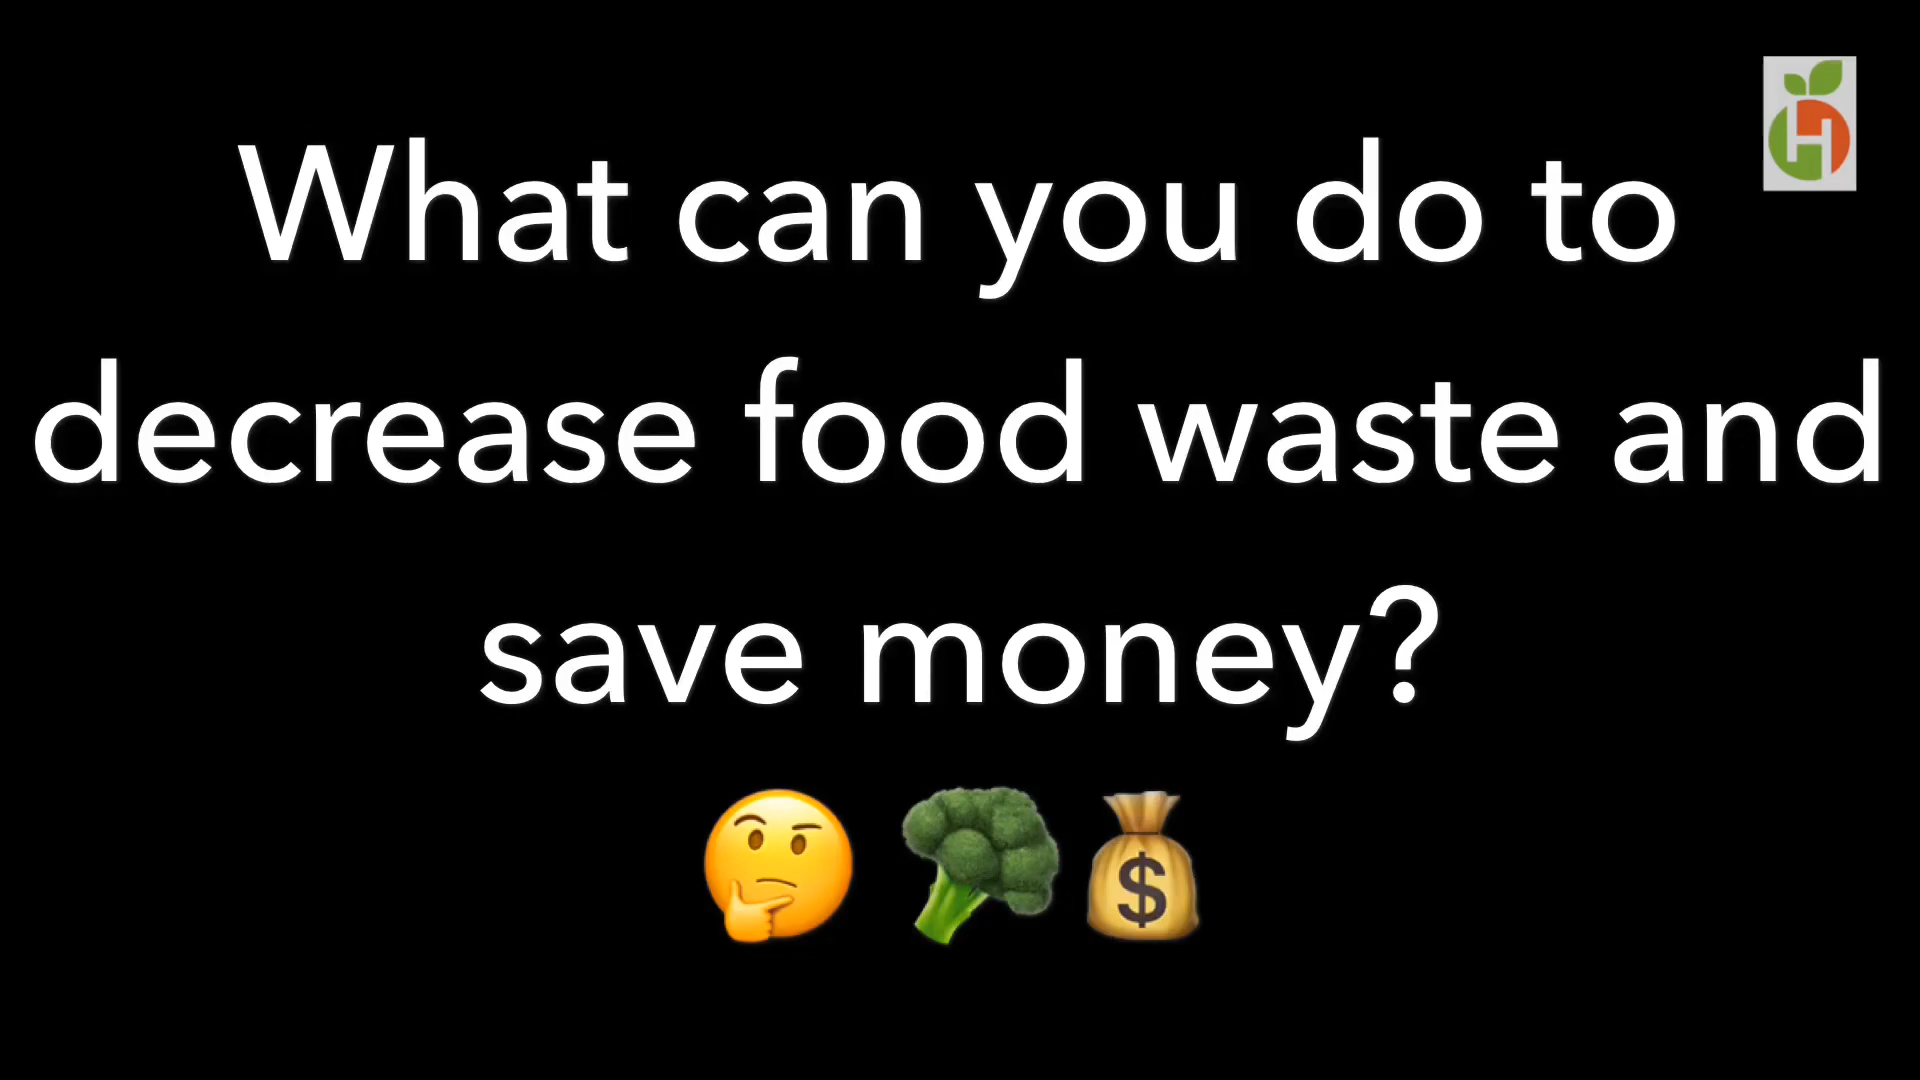 What can you do to
decrease food waste and
save money?
🤔 🥦💰